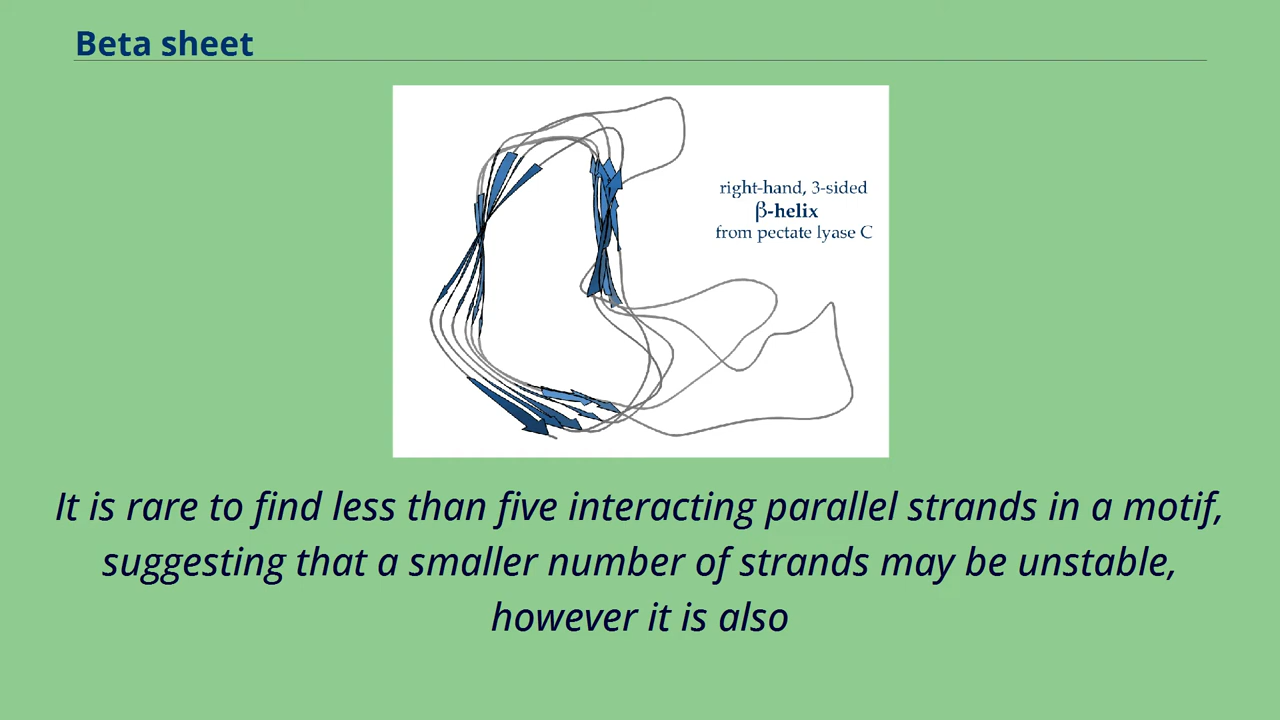 Beta sheet
right-hand, 3-sided
β-helix
from pectate lyase C
It is rare to find less than five interacting parallel strands in a motif,
suggesting that a smaller number of strands may be unstable,
however it is also